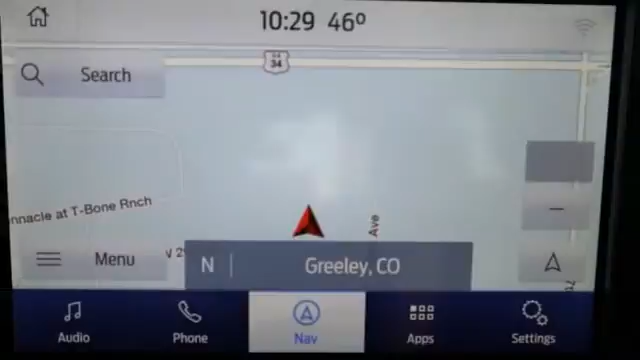 10:29 46°
34
Search
nnacle at T-Bone Rnch
Ave
Menu
N
Greeley, CO
Audio
Phone
Nav
Apps
Settings